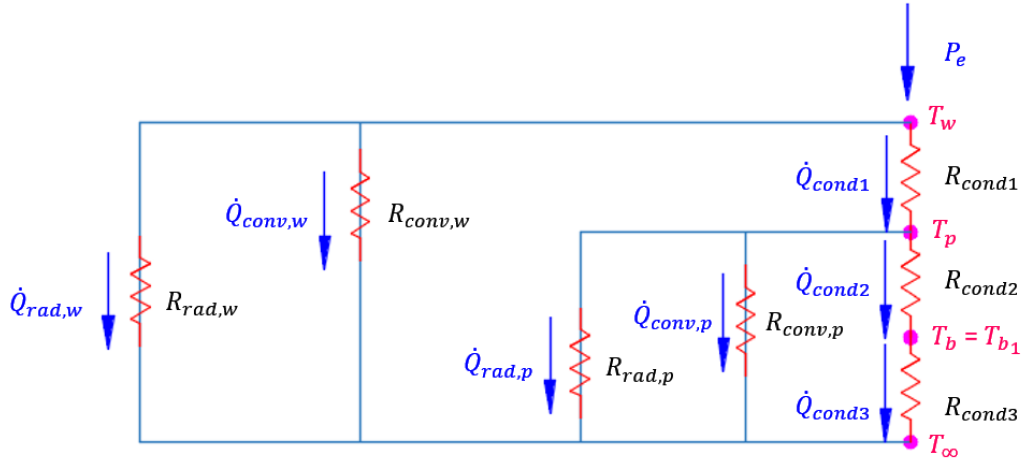 P_e
T_w
Q̇_cond1 R_cond1
Q̇_conv,w R_conv,w
T_p
Q̇_rad,w R_rad,w
Q̇_conv,p R_conv,p
Q̇_cond2 R_cond2
T_b = T_b₁
Q̇_rad,p R_rad,p
Q̇_cond3 R_cond3
T_∞